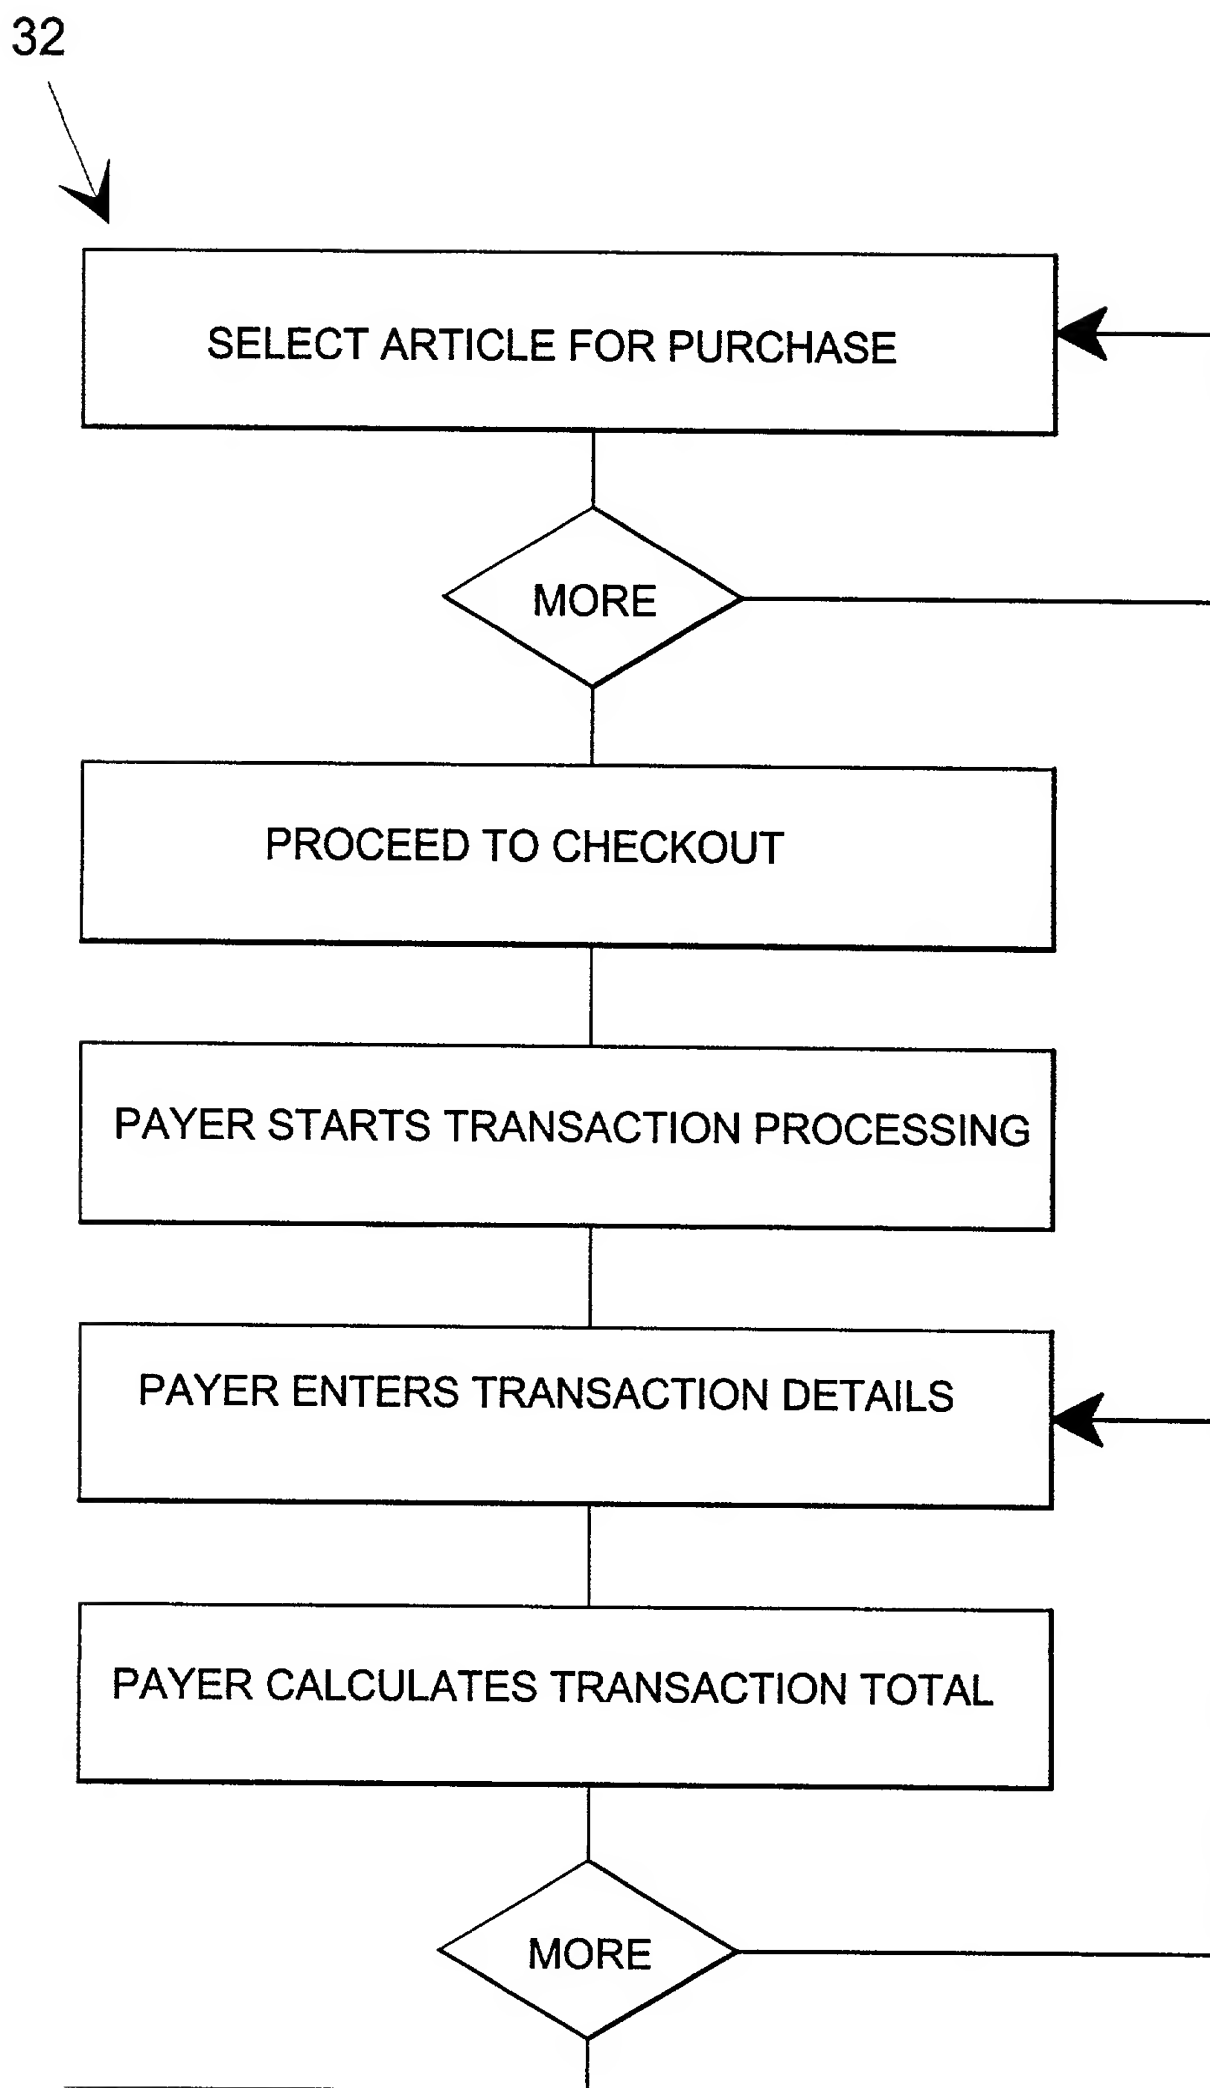 32
SELECT ARTICLE FOR PURCHASE
MORE
PROCEED TO CHECKOUT
PAYER STARTS TRANSACTION PROCESSING
PAYER ENTERS TRANSACTION DETAILS
PAYER CALCULATES TRANSACTION TOTAL
MORE